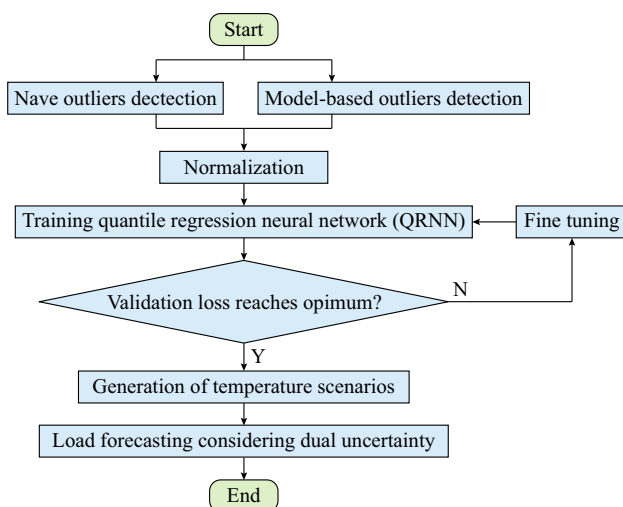 Start
Nave outliers dectection
Model-based outliers detection
Normalization
Training quantile regression neural network (QRNN)
Fine tuning
Validation loss reaches opimum?
N
Y
Generation of temperature scenarios
Load forecasting considering dual uncertainty
End